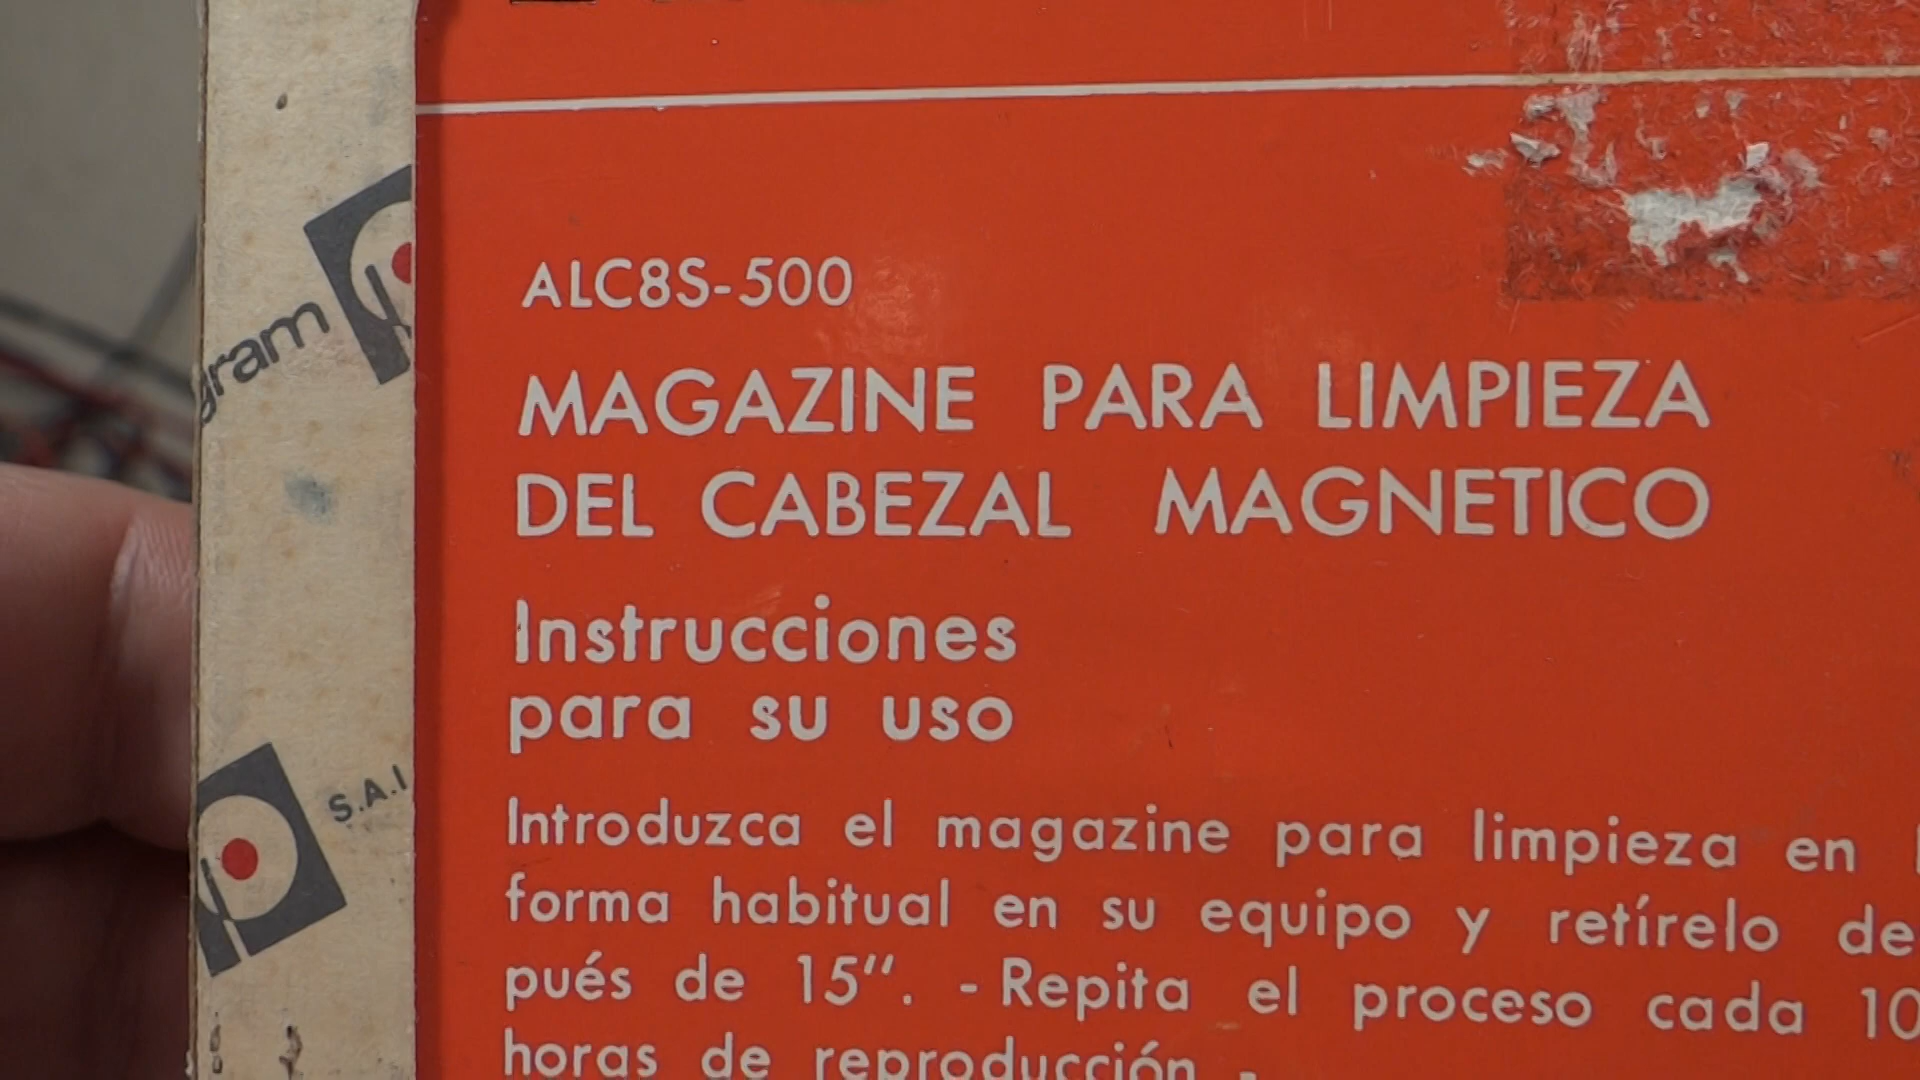 ALC8S-500
MAGAZINE PARA LIMPIEZA
DEL CABEZAL MAGNETICO
Instrucciones
para su uso
Introduzca el magazine para limpieza en
forma habitual en su equipo y retírelo de
pués de 15“. - Repita el proceso cada 10
horas de reproducción -
gram
S.A.I